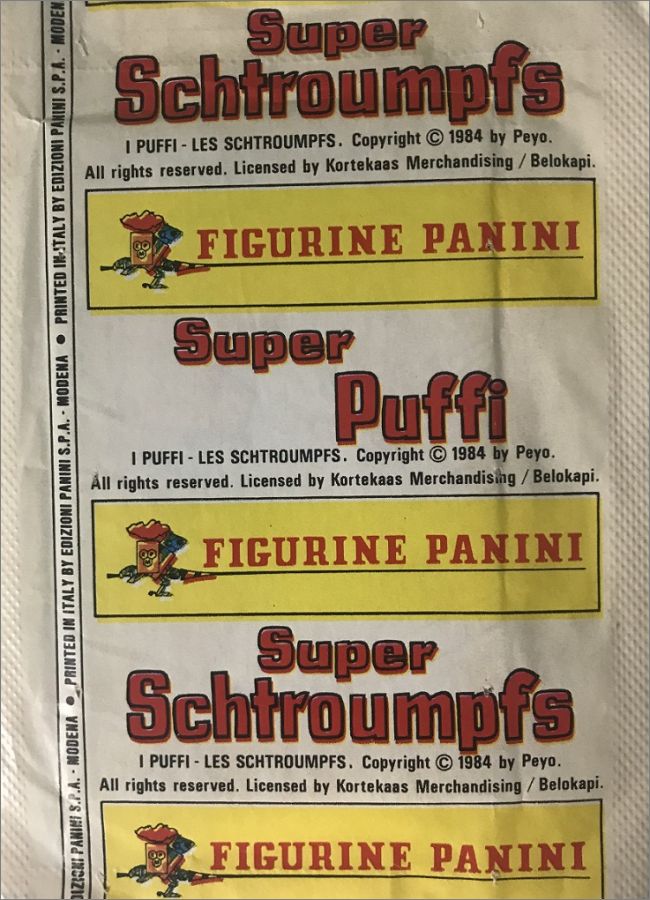 Super
Schtroumpfs
I PUFFI - LES SCHTROUMPFS. Copyright © 1984 by Peyo.
All rights reserved. Licensed by Kortekaas Merchandising / Belokapi.
FIGURINE PANINI
Super
Puffi
I PUFFI - LES SCHTROUMPFS. Copyright © 1984 by Peyo.
All rights reserved. Licensed by Kortekaas Merchandising / Belokapi.
FIGURINE PANINI
Super
Schtroumpfs
I PUFFI - LES SCHTROUMPFS. Copyright © 1984 by Peyo.
All rights reserved. Licensed by Kortekaas Merchandising / Belokapi.
FIGURINE PANINI
DIZIONI PANINI S.P.A. - MODENA ● PRINTED IN ITALY BY EDIZIONI PANINI S.P.A. - MODENA ● PRINTED IN ITALY BY EDIZIONI PANINI S.P.A. - MODEN